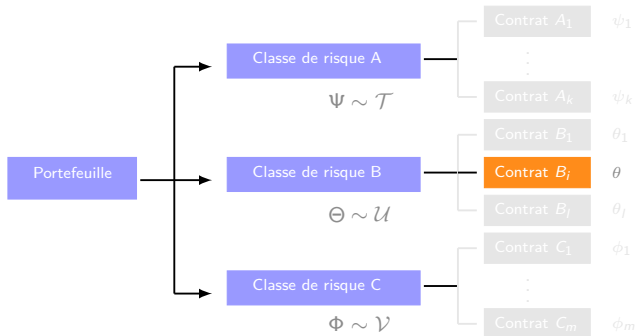 Portefeuille
Classe de risque A
Ψ ∼ 𝒯
Contrat A₁ ψ₁
⋮
Contrat Aₖ ψₖ
Classe de risque B
Θ ∼ 𝒰
Contrat B₁ θ₁
Contrat Bᵢ θ
Contrat Bₗ θₗ
Classe de risque C
Φ ∼ 𝒱
Contrat C₁ ϕ₁
⋮
Contrat Cₘ ϕₘ